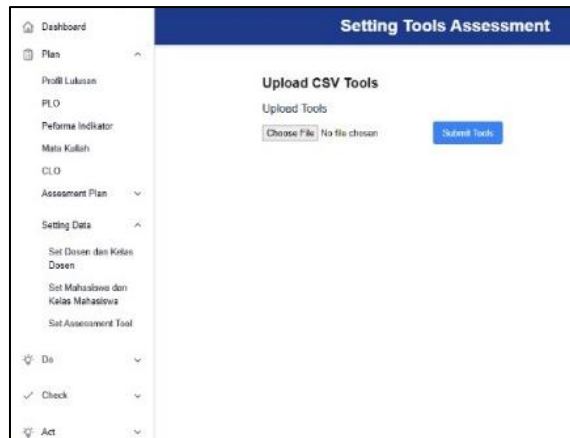 Dashboard
Setting Tools Assessment
Plan
Profil Lulusan
PLO
Peforma Indikator
Mata Kuliah
CLO
Assesment Plan
Setting Data
Set Dosen dan Kelas
Dosen
Set Mahasiswa dan
Kelas Mahasiswa
Set Assessment Tool
Do
Check
Act
Upload CSV Tools
Upload Tools
Choose File No file chosen
Submit Tools